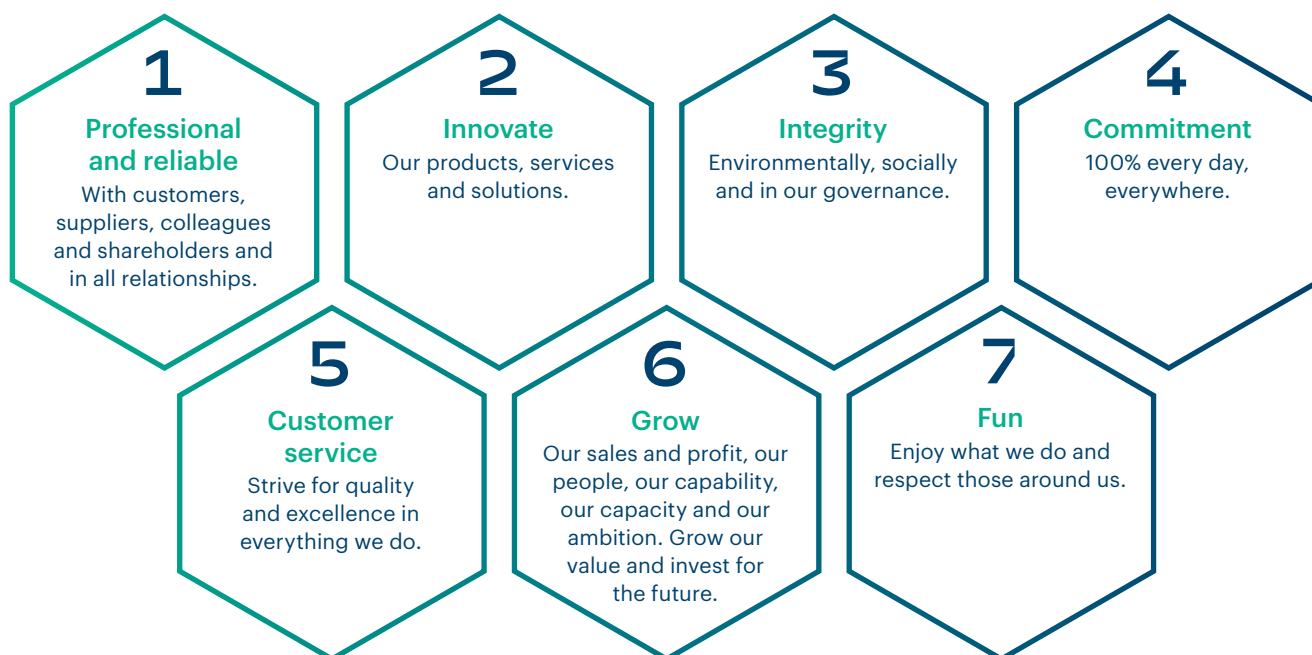 1
Professional
and reliable
With customers,
suppliers, colleagues
and shareholders and
in all relationships.
2
Innovate
Our products, services
and solutions.
3
Integrity
Environmentally, socially
and in our governance.
4
Commitment
100% every day,
everywhere.
5
Customer
service
Strive for quality
and excellence in
everything we do.
6
Grow
Our sales and profit, our
people, our capability,
our capacity and our
ambition. Grow our
value and invest for
the future.
7
Fun
Enjoy what we do and
respect those around us.